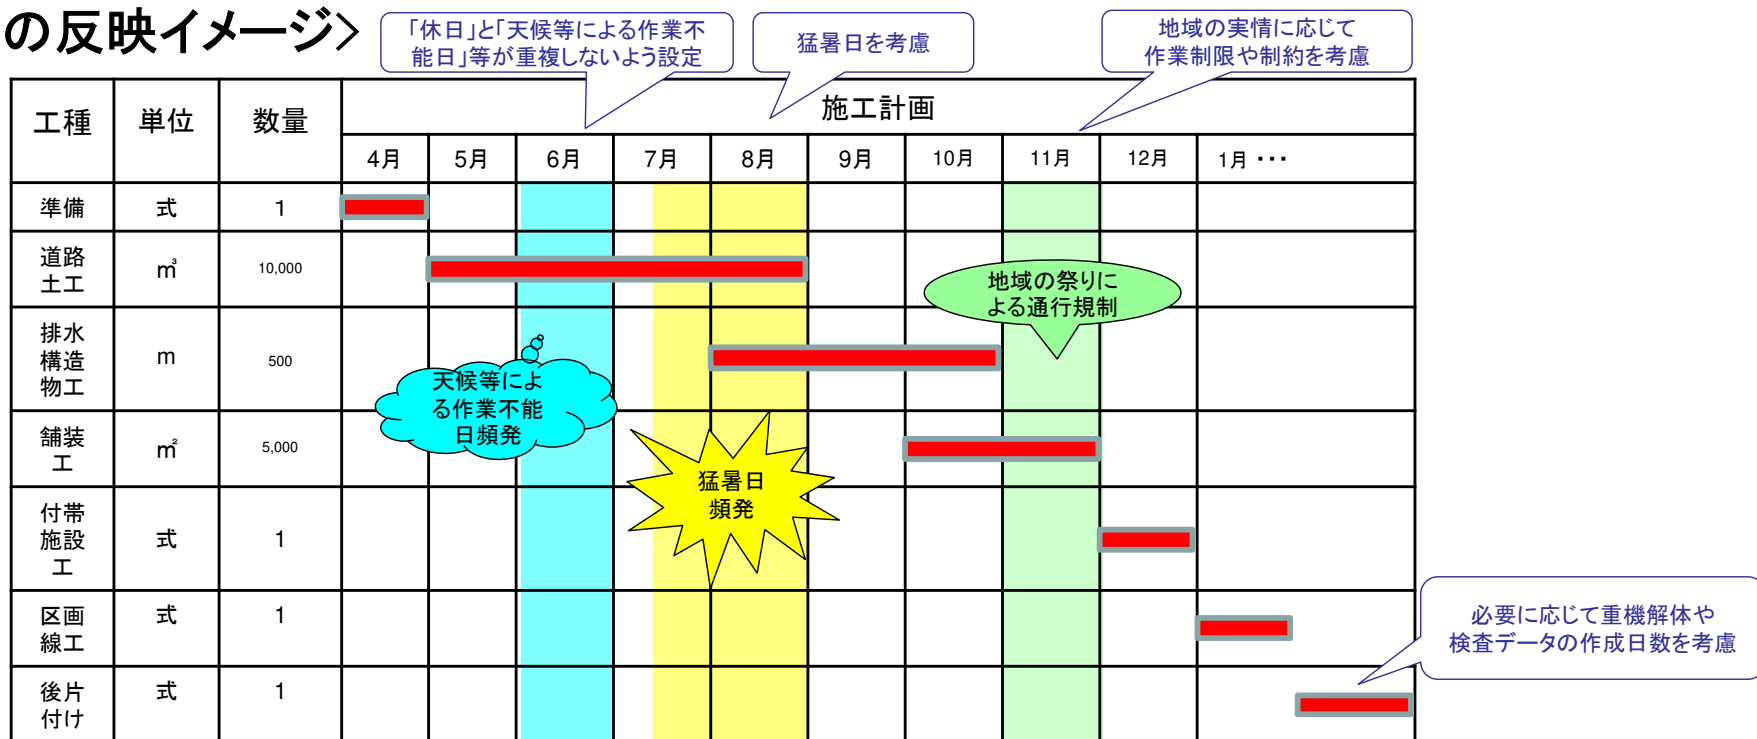 の反映イメージ>
「休日」と「天候等による作業不
能日」等が重複しないよう設定
猛暑日を考慮
地域の実情に応じて
作業制限や制約を考慮
工種
単位
数量
施工計画
4月
5月
6月
7月
8月
9月
10月
11月
12月
1月 ・・・
準備
式
1
道路
土工
㎥
10,000
地域の祭りに
よる通行規制
排水
構造
物工
m
500
天候等によ
る作業不能
日頻発
舗装
工
㎡
5,000
猛暑日
頻発
付帯
施設
工
式
1
区画
線工
式
1
必要に応じて重機解体や
検査データの作成日数を考慮
後片
付け
式
1